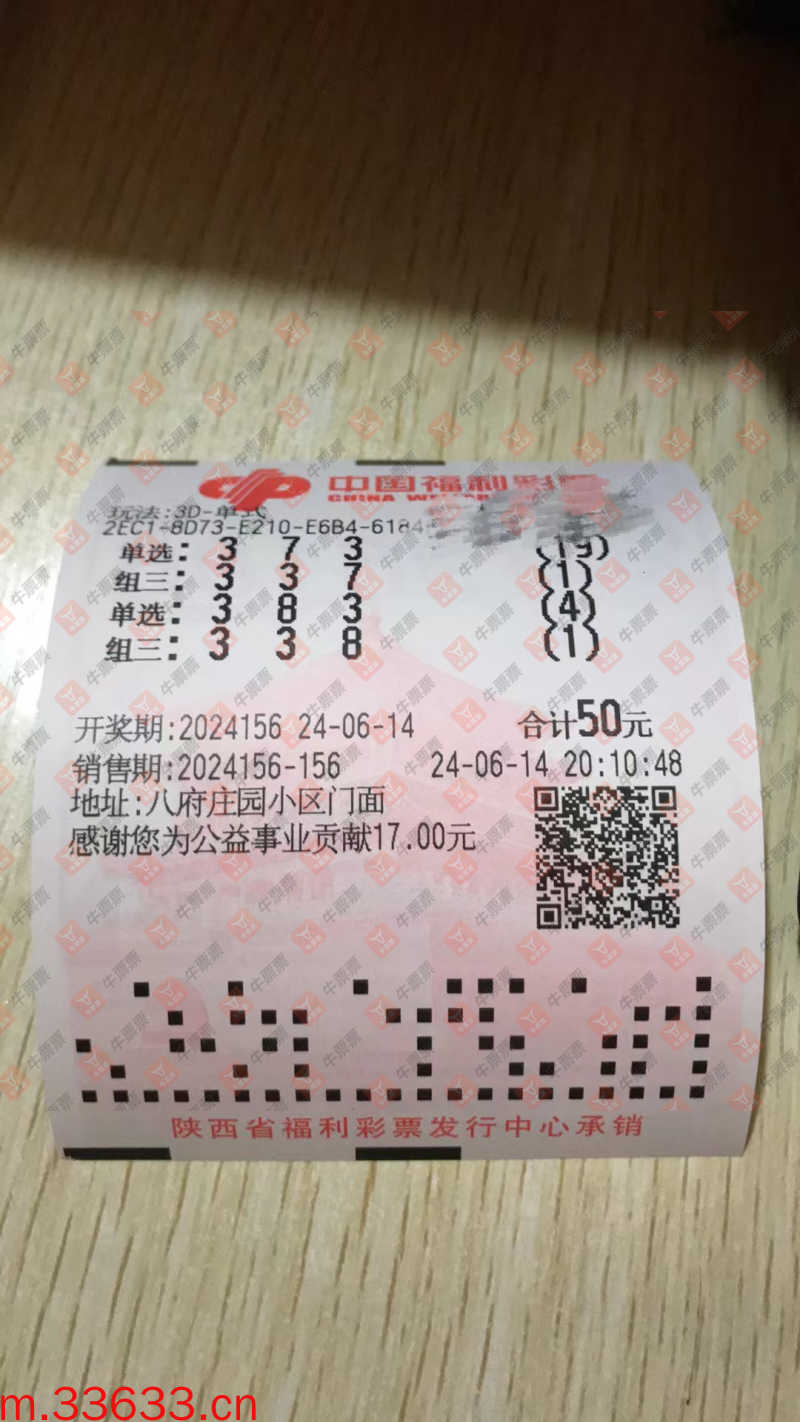 中国福利彩票
CHINA WELFAR
玩法:3D-单式
2EC1-8D73-E210-E6B4-6184
单选: 3 7 3 (19)
组三: 3 3 7 (1)
单选: 3 8 3 (4)
组三: 3 3 8 (1)
开奖期:2024156 24-06-14 合计50元
销售期:2024156-156 24-06-14 20:10:48
地址:八府庄园小区门面
感谢您为公益事业贡献17.00元
陕西省福利彩票发行中心承销
牛票票
m.33633.cn